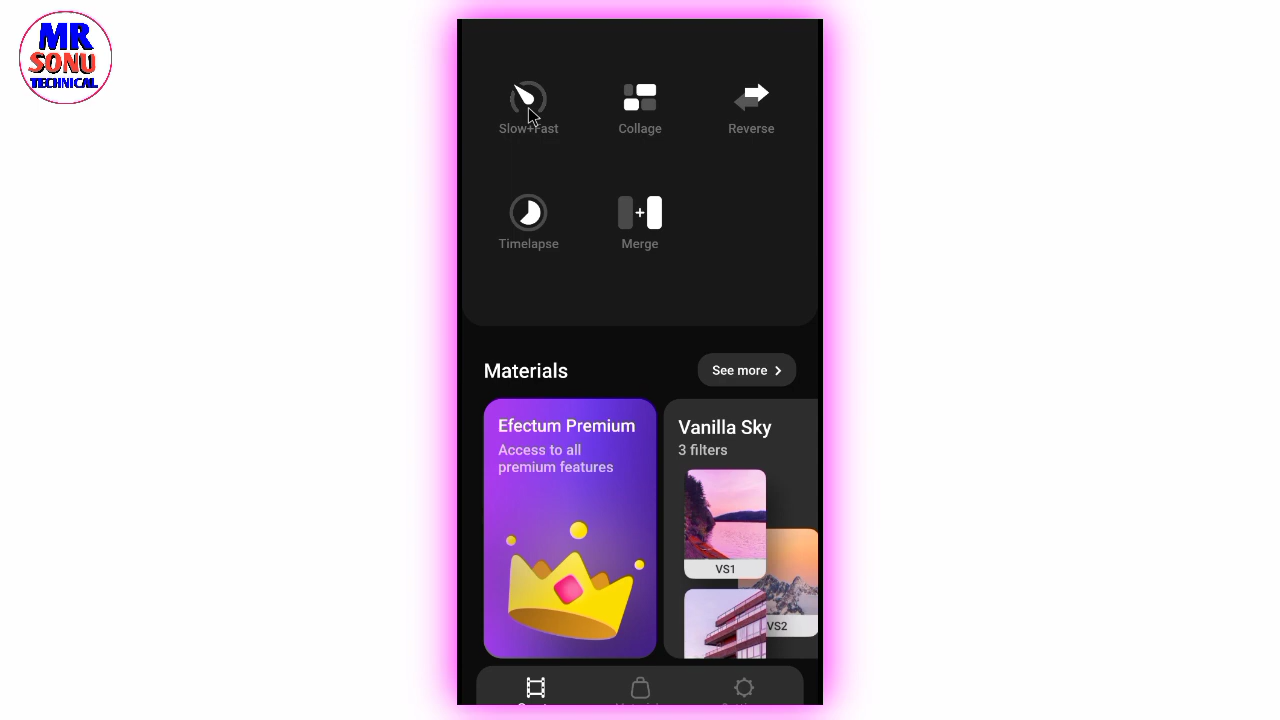 MR
SONU
TECHNICAL
Slow+Fast
Collage
Reverse
Timelapse
Merge
Materials
See more
Efectum Premium
Access to all
premium features
Vanilla Sky
3 filters
VS1
VS2